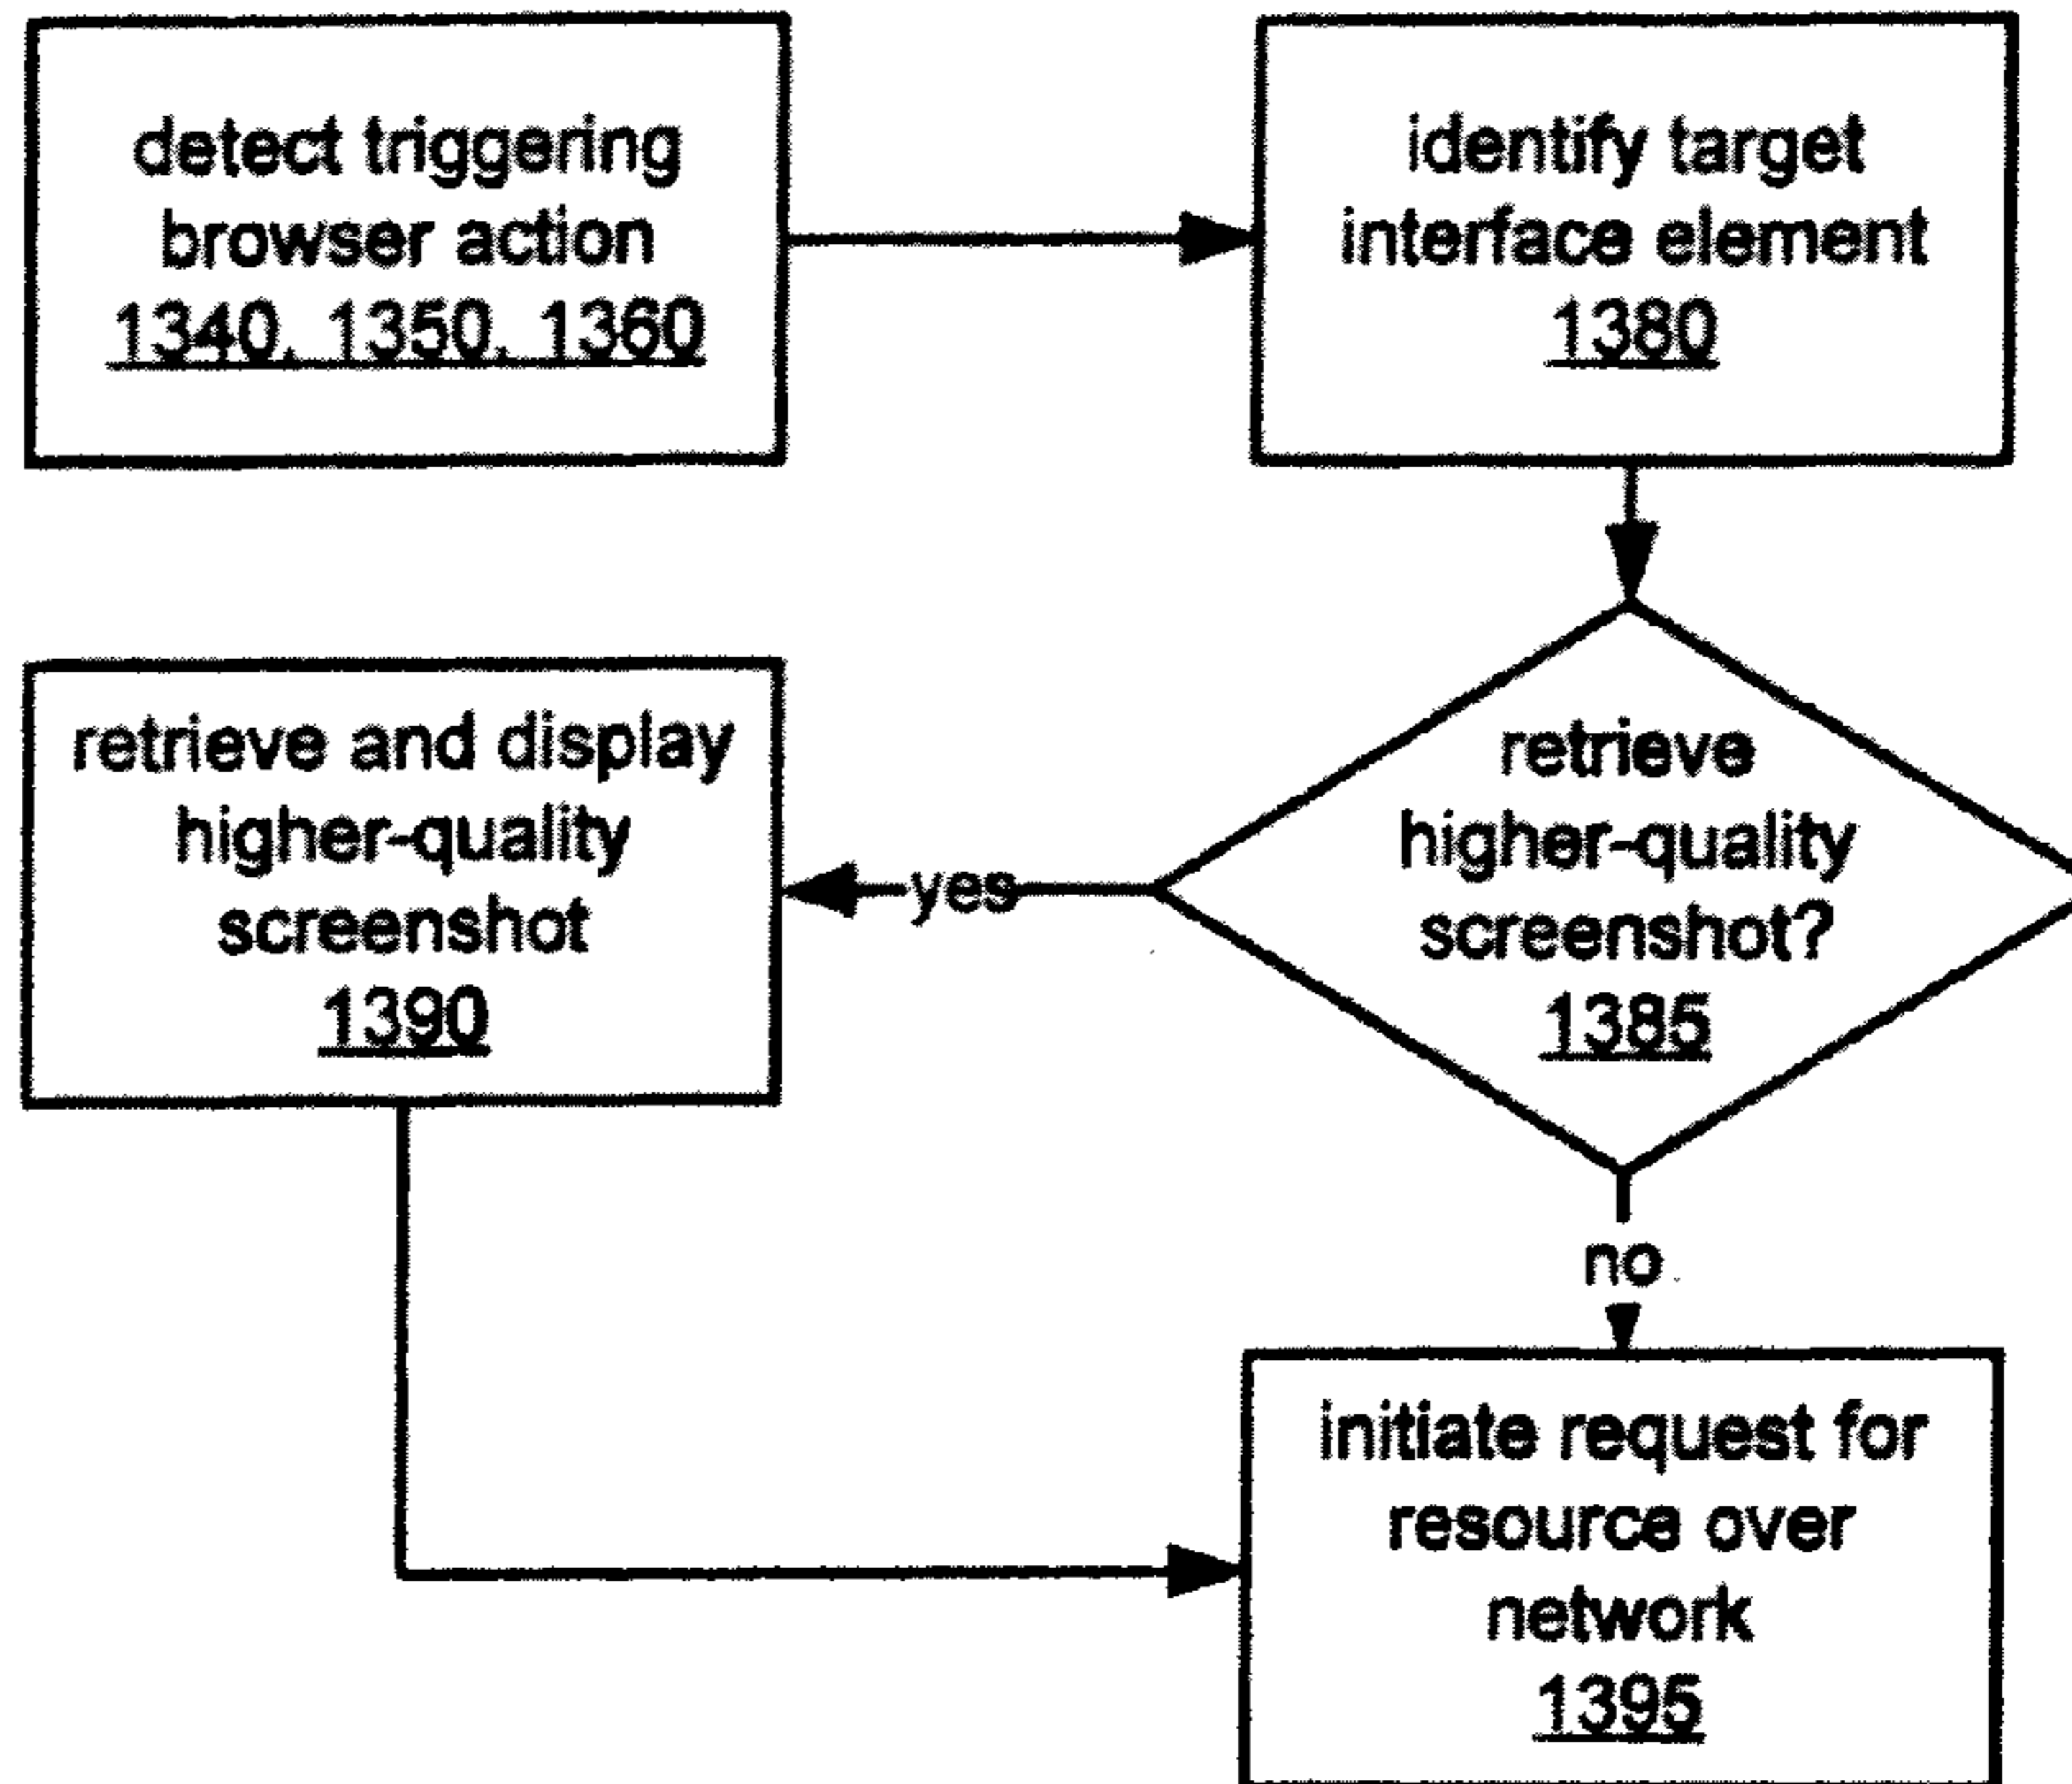 detect triggering
browser action
1340, 1350, 1360
identify target
interface element
1380
retrieve
higher-quality
screenshot?
1385
yes
retrieve and display
higher-quality
screenshot
1390
no
initiate request for
resource over
network
1395